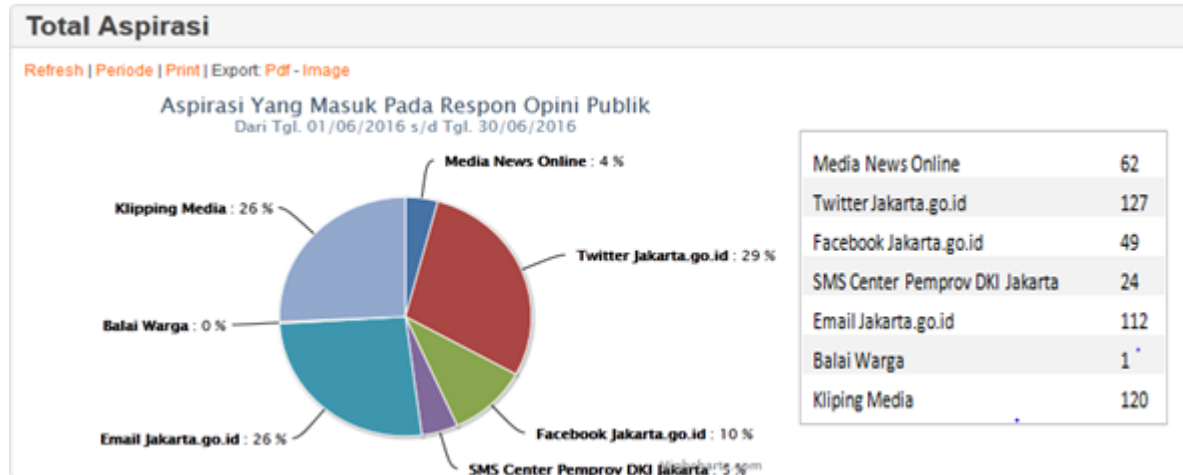 Total Aspirasi
Refresh | Periode | Print | Export: Pdf - Image
Aspirasi Yang Masuk Pada Respon Opini Publik
Dari Tgl. 01/06/2016 s/d Tgl. 30/06/2016
Media News Online : 4 %
Klipping Media : 26 %
Twitter Jakarta.go.id : 29 %
Balai Warga : 0 %
Email Jakarta.go.id : 26 %
Facebook Jakarta.go.id : 10 %
SMS Center Pemprov DKI Jakarta : 5 %
Media News Online 62
Twitter Jakarta.go.id 127
Facebook Jakarta.go.id 49
SMS Center Pemprov DKI Jakarta 24
Email Jakarta.go.id 112
Balai Warga 1
Kliping Media 120